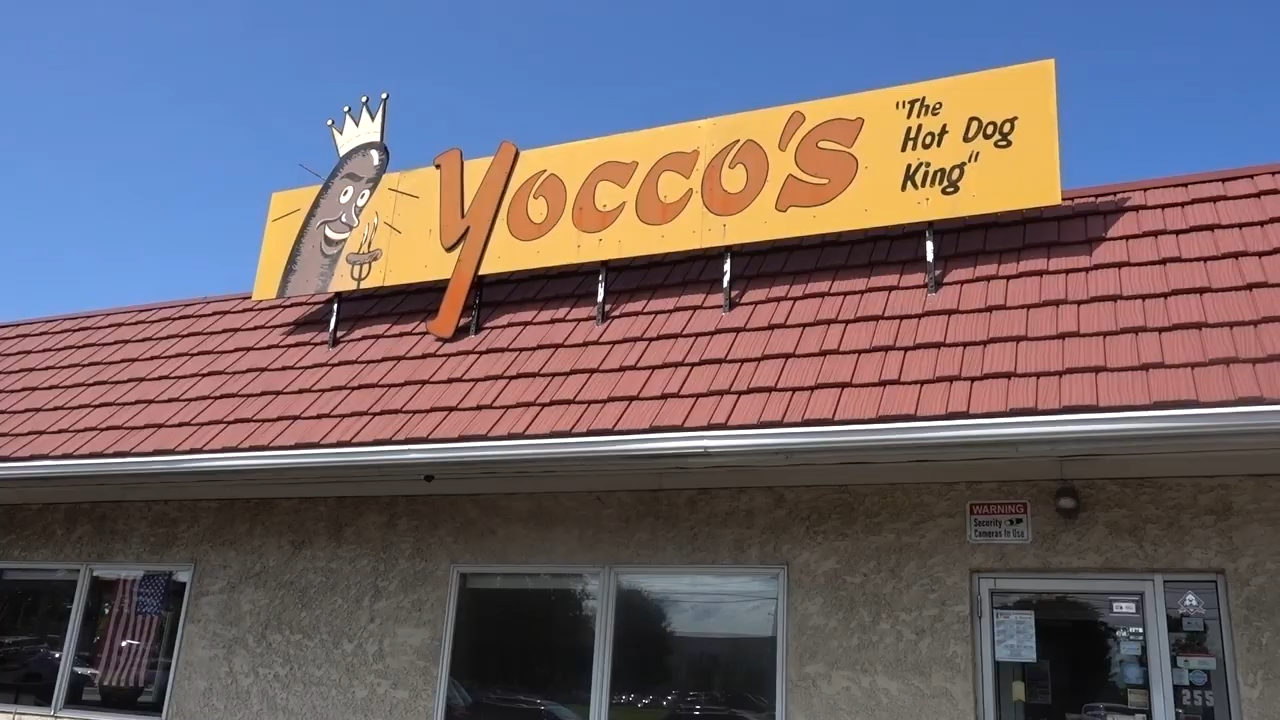 Yocco's
"The
Hot Dog
King"
WARNING
Security
Cameras In Use
255